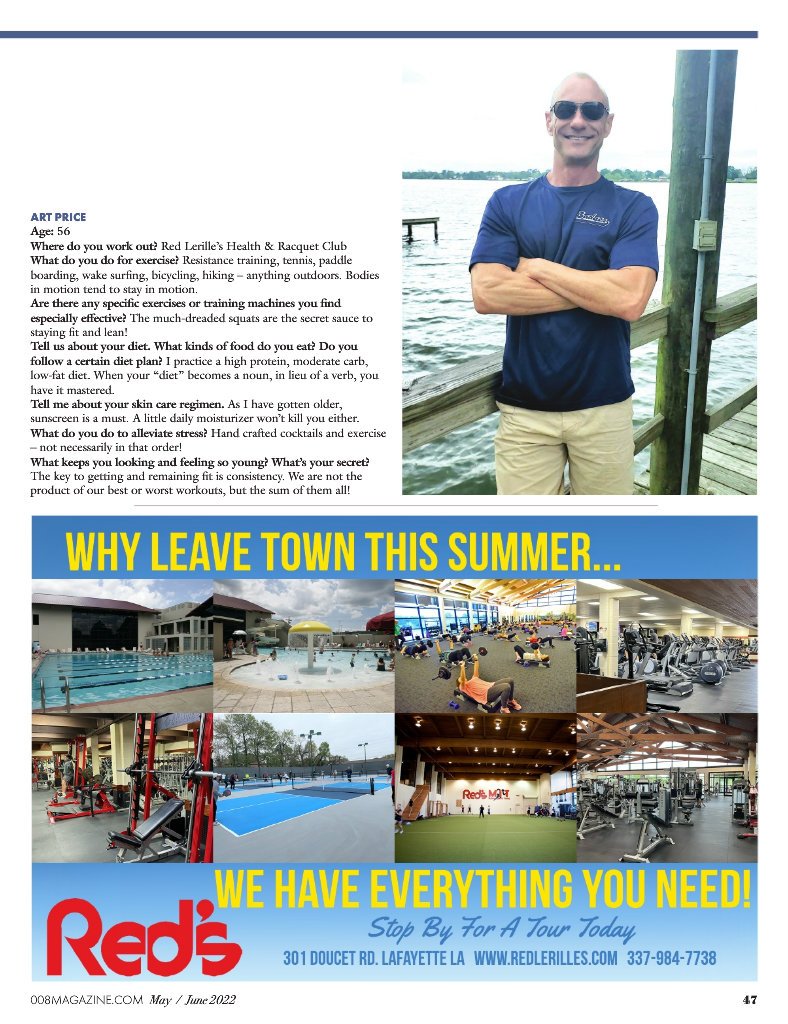 ART PRICE
Age: 56
Where do you work out? Red Lerille's Health & Racquet Club
What do you do for exercise? Resistance training, tennis, paddle
boarding, wake surfing, bicycling, hiking – anything outdoors. Bodies
in motion tend to stay in motion.
Are there any specific exercises or training machines you find
especially effective? The much-dreaded squats are the secret sauce to
staying fit and lean!
Tell us about your diet. What kinds of food do you eat? Do you
follow a certain diet plan? I practice a high protein, moderate carb,
low-fat diet. When your "diet" becomes a noun, in lieu of a verb, you
have it mastered.
Tell me about your skin care regimen. As I have gotten older,
sunscreen is a must. A little daily moisturizer won't kill you either.
What do you do to alleviate stress? Hand crafted cocktails and exercise
– not necessarily in that order!
What keeps you looking and feeling so young? What's your secret?
The key to getting and remaining fit is consistency. We are not the
product of our best or worst workouts, but the sum of them all!
WHY LEAVE TOWN THIS SUMMER...
Red's
WE HAVE EVERYTHING YOU NEED!
Red's
Stop By For A Tour Today
301 DOUCET RD. LAFAYETTE LA WWW.REDLERILLES.COM 337-984-7738
008MAGAZINE.COM May / June 2022 47